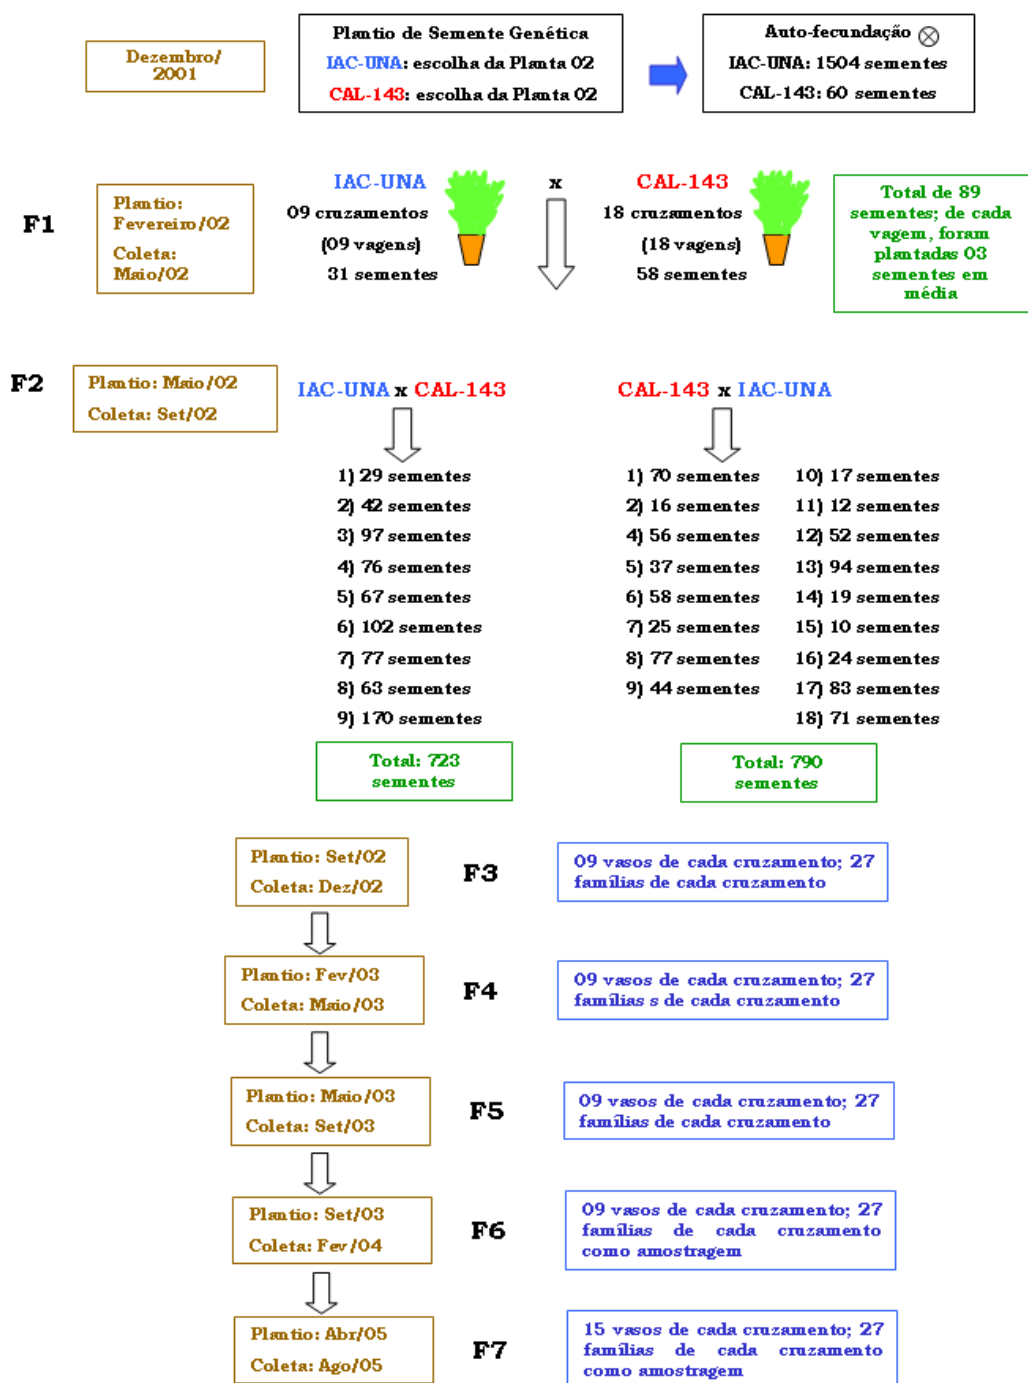 Dezembro/
2001
Plantio de Semente Genética
IAC-UNA: escolha da Planta 02
CAL-143: escolha da Planta 02
Auto-fecundação
IAC-UNA: 1504 sementes
CAL-143: 60 sementes
F1
Plantio:
Fevereiro/02
Coleta:
Maio/02
IAC-UNA
09 cruzamentos
(09 vagens)
31 sementes
x
CAL-143
18 cruzamentos
(18 vagens)
58 sementes
Total de 89
sementes; de cada
vagem, foram
plantadas 03
sementes em
média
F2
Plantio: Maio/02
Coleta: Set/02
IAC-UNA x CAL-143
1) 29 sementes
2) 42 sementes
3) 97 sementes
4) 76 sementes
5) 67 sementes
6) 102 sementes
7) 77 sementes
8) 63 sementes
9) 170 sementes
Total: 723
sementes
CAL-143 x IAC-UNA
1) 70 sementes
2) 16 sementes
4) 56 sementes
5) 37 sementes
6) 58 sementes
7) 25 sementes
8) 77 sementes
9) 44 sementes
10) 17 sementes
11) 12 sementes
12) 52 sementes
13) 94 sementes
14) 19 sementes
15) 10 sementes
16) 24 sementes
17) 83 sementes
18) 71 sementes
Total: 790
sementes
Plantio: Set/02
Coleta: Dez/02
F3
09 vasos de cada cruzamento; 27
famílias de cada cruzamento
Plantio: Fev/03
Coleta: Maio/03
F4
09 vasos de cada cruzamento; 27
famílias s de cada cruzamento
Plantio: Maio/03
Coleta: Set/03
F5
09 vasos de cada cruzamento; 27
famílias de cada cruzamento
Plantio: Set/03
Coleta: Fev/04
F6
09 vasos de cada cruzamento; 27
famílias de cada cruzamento
como amostragem
Plantio: Abr/05
Coleta: Ago/05
F7
15 vasos de cada cruzamento; 27
famílias de cada cruzamento
como amostragem